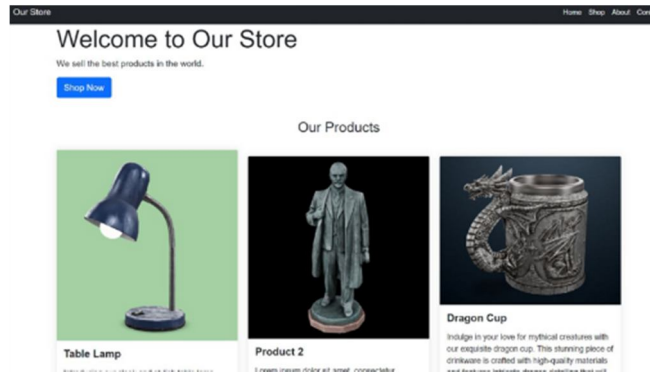 Our Store
Home Shop About
Welcome to Our Store
We sell the best products in the world.
Shop Now
Our Products
Table Lamp
Product 2
Lorem ipsum dolor sit amet, consectetur
Dragon Cup
Indulge in your love for mythical creatures with
our exquisite dragon cup. This stunning piece of
drinkware is crafted with high-quality materials